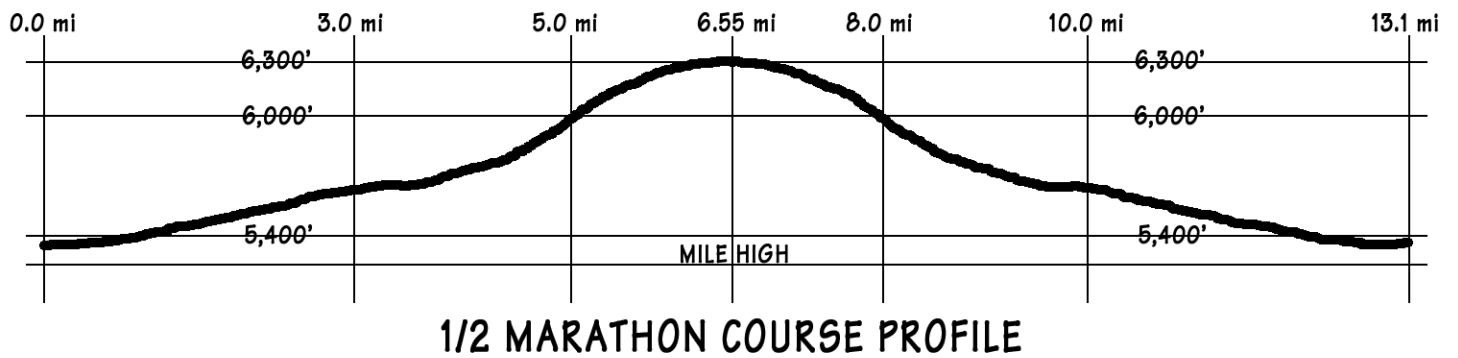 0.0 mi 3.0 mi 5.0 mi 6.55 mi 8.0 mi 10.0 mi 13.1 mi
6,300' 6,300'
6,000' 6,000'
5,400' 5,400'
MILE HIGH
1/2 MARATHON COURSE PROFILE